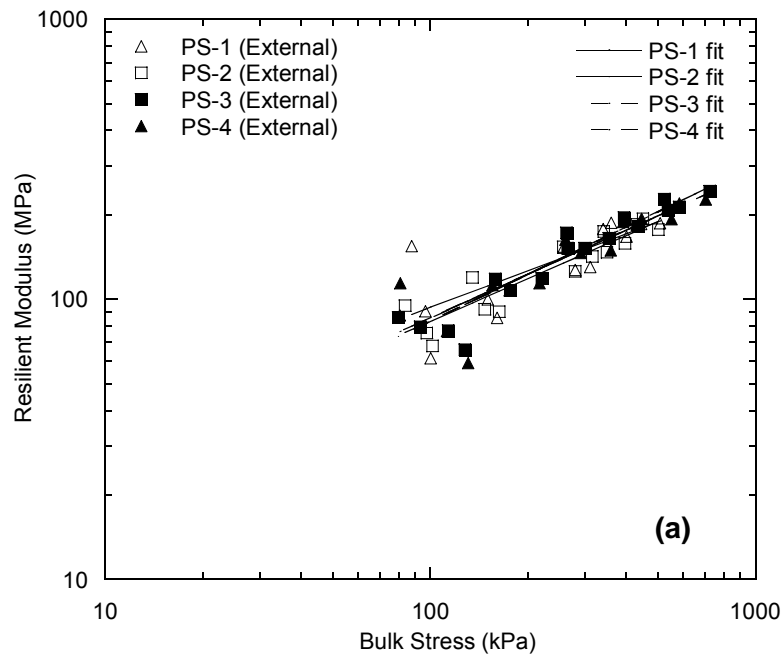 1000
PS-1 (External)
PS-2 (External)
PS-3 (External)
PS-4 (External)
PS-1 fit
PS-2 fit
PS-3 fit
PS-4 fit
Resilient Modulus (MPa)
100
(a)
10
10
100
1000
Bulk Stress (kPa)